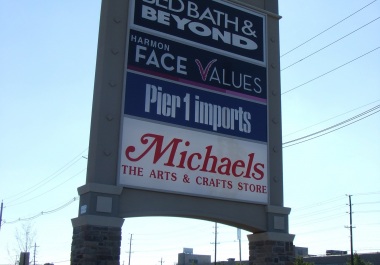 BED BATH &
BEYOND
HARMON
FACE VALUES
Pier 1 imports
Michaels
THE ARTS & CRAFTS STORE